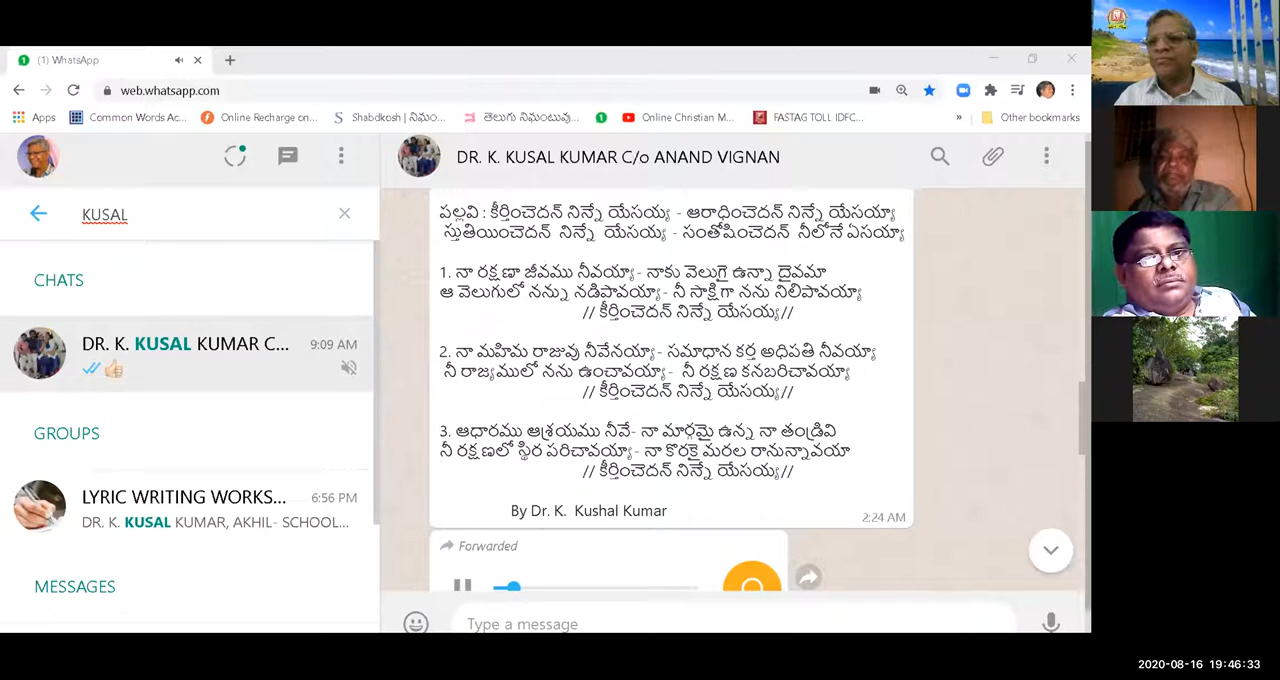 (1) WhatsApp
web.whatsapp.com
Apps Common Words Ac... Online Recharge on... Shabdkosh | నిఘం... తెలుగు నిఘంటువు... Online Christian M... FASTAG TOLL IDFC... » Other bookmarks
KUSAL
CHATS
DR. K. KUSAL KUMAR C... 9:09 AM
GROUPS
LYRIC WRITING WORKS... 6:56 PM
DR. K. KUSAL KUMAR, AKHIL- SCHOOL...
MESSAGES
DR. K. KUSAL KUMAR C/o ANAND VIGNAN
పల్లవి : కీర్తించెదన్ నిన్నే యేసయ్య - ఆరాధించెదన్ నిన్నే యేసయ్యా
స్తుతియించెదన్ నిన్నే యేసయ్య - సంతోషించెదన్ నీలోనే ఏసయ్యా
1. నా రక్షణా జీవము నీవయ్యా- నాకు వెలుగై ఉన్నా దైవమా
ఆ వెలుగులో నన్ను నడిపావయ్యా- నీ సాక్షిగా నను నిలిపావయ్యా
// కీర్తించెదన్ నిన్నే యేసయ్య//
2. నా మహిమ రాజువు నీవేనయ్యా- సమాధాన కర్త అధిపతి నీవయ్యా
నీ రాజ్యములో నను ఉంచావయ్యా- నీ రక్షణ కనబరిచావయ్యా
// కీర్తించెదన్ నిన్నే యేసయ్య//
3. ఆధారము ఆశ్రయము నీవే- నా మార్గమై ఉన్న నా తండ్రివి
నీ రక్షణలో స్థిర పరిచావయ్యా- నా కొరకై మరల రానున్నావయా
// కీర్తించెదన్ నిన్నే యేసయ్య//
By Dr. K. Kushal Kumar
2:24 AM
Forwarded
Type a message
2020-08-16 19:46:33